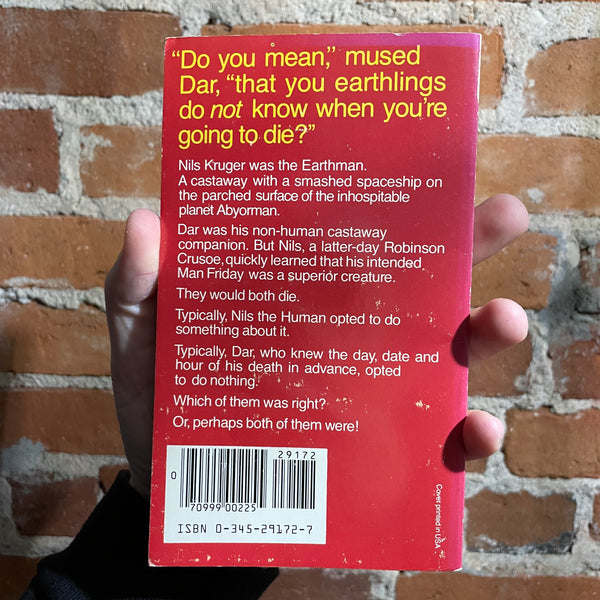 “Do you mean,” mused
Dar, “that you earthlings
do not know when you’re
going to die?”
Nils Kruger was the Earthman.
A castaway with a smashed spaceship on
the parched surface of the inhospitable
planet Abyorman.
Dar was his non-human castaway
companion. But Nils, a latter-day Robinson
Crusoe, quickly learned that his intended
Man Friday was a superior creature.
They would both die.
Typically, Nils the Human opted to do
something about it.
Typically, Dar, who knew the day, date and
hour of his death in advance, opted
to do nothing.
Which of them was right?
Or, perhaps both of them were!
29172
0
70999 00225
ISBN 0-345-29172-7
Cover printed in USA